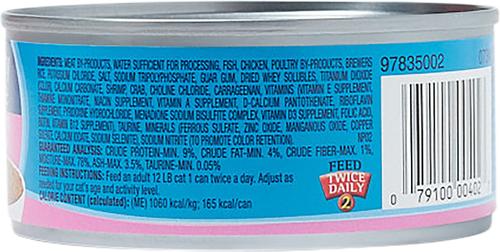 INGREDIENTS: MEAT BY-PRODUCTS, WATER SUFFICIENT FOR PROCESSING, FISH, CHICKEN, POULTRY BY-PRODUCTS, BREWERS
RICE, POTASSIUM CHLORIDE, SALT, SODIUM TRIPOLYPHOSPHATE, GUAR GUM, DRIED WHEY SOLUBLES, TITANIUM DIOXIDE
(COLOR), CALCIUM CARBONATE, SHRIMP, CRAB, CHOLINE CHLORIDE, CARRAGEENAN, VITAMINS (VITAMIN E SUPPLEMENT,
THIAMINE MONONITRATE, NIACIN SUPPLEMENT, VITAMIN A SUPPLEMENT, D-CALCIUM PANTOTHENATE, RIBOFLAVIN
SUPPLEMENT, PYRIDOXINE HYDROCHLORIDE, MENADIONE SODIUM BISULFITE COMPLEX, VITAMIN D3 SUPPLEMENT, FOLIC ACID,
BIOTIN, VITAMIN B12 SUPPLEMENT), TAURINE, MINERALS (FERROUS SULFATE, ZINC OXIDE, MANGANOUS OXIDE, COPPER
SULFATE, SODIUM SELENITE), SODIUM NITRITE (TO PROMOTE COLOR RETENTION).
GUARANTEED ANALYSIS: CRUDE PROTEIN-MIN. 9%, CRUDE FAT-MIN. 4%, CRUDE FIBER-MAX. 1%,
MOISTURE-MAX. 78%, ASH-MAX. 3.5%, TAURINE-MIN. 0.05%
FEEDING INSTRUCTIONS: Feed an adult 12 LB cat 1 can twice a day. Adjust as
needed for your cat's age and activity level.
CALORIE CONTENT (calculated): (ME) 1060 kcal/kg; 165 kcal/can
FEED
TWICE
DAILY
2
97835002
0 79100 00402